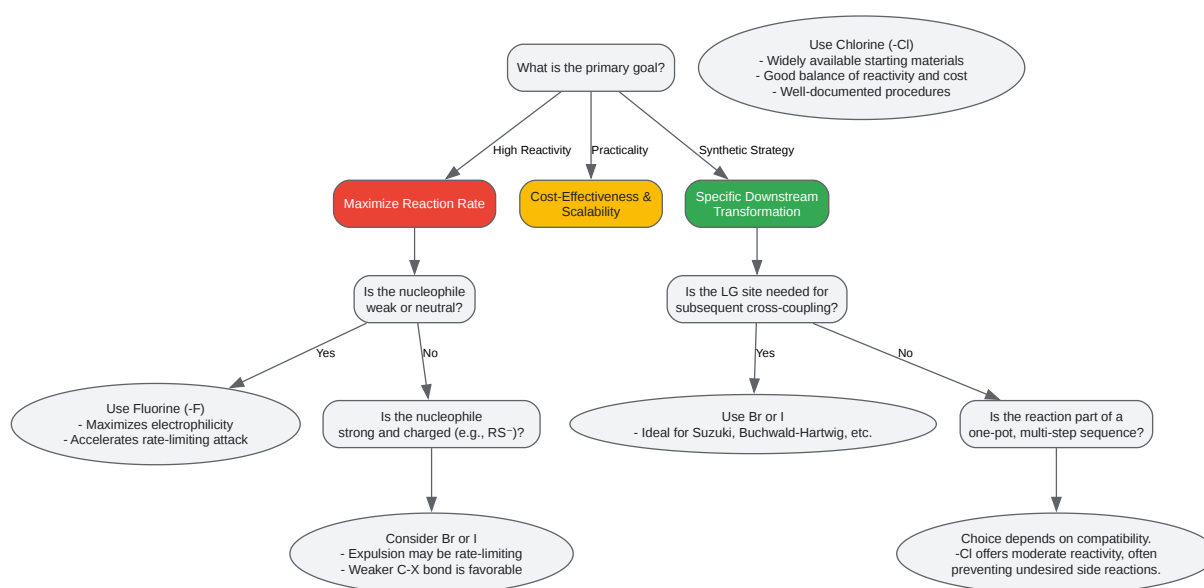 What is the primary goal?
Use Chlorine (-Cl)
- Widely available starting materials
- Good balance of reactivity and cost
- Well-documented procedures
High Reactivity
Practicality
Synthetic Strategy
Maximize Reaction Rate
Cost-Effectiveness &
Scalability
Specific Downstream
Transformation
Is the nucleophile
weak or neutral?
Is the LG site needed for
subsequent cross-coupling?
Yes
No
Yes
No
Use Fluorine (-F)
- Maximizes electrophilicity
- Accelerates rate-limiting attack
Is the nucleophile
strong and charged (e.g., RS⁻)?
Use Br or I
- Ideal for Suzuki, Buchwald-Hartwig, etc.
Is the reaction part of a
one-pot, multi-step sequence?
Consider Br or I
- Expulsion may be rate-limiting
- Weaker C-X bond is favorable
Choice depends on compatibility.
-Cl offers moderate reactivity, often
preventing undesired side reactions.